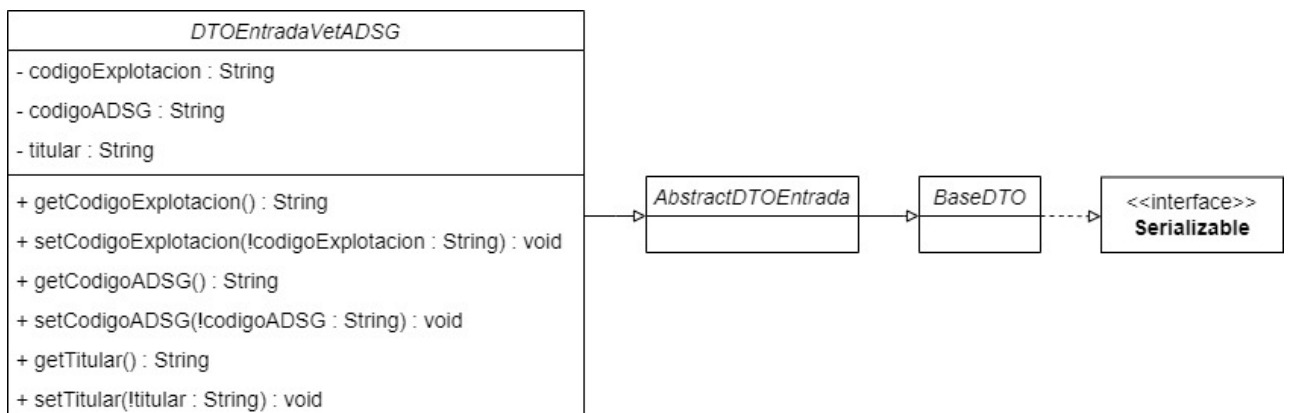 DTOEntradaVetADSG
- codigoExplotacion : String
- codigoADSG : String
- titular : String
+ getCodigoExplotacion() : String
+ setCodigoExplotacion(!codigoExplotacion : String) : void
+ getCodigoADSG() : String
+ setCodigoADSG(!codigoADSG : String) : void
+ getTitular() : String
+ setTitular(!titular : String) : void
AbstractDTOEntrada
BaseDTO
<<interface>>
Serializable